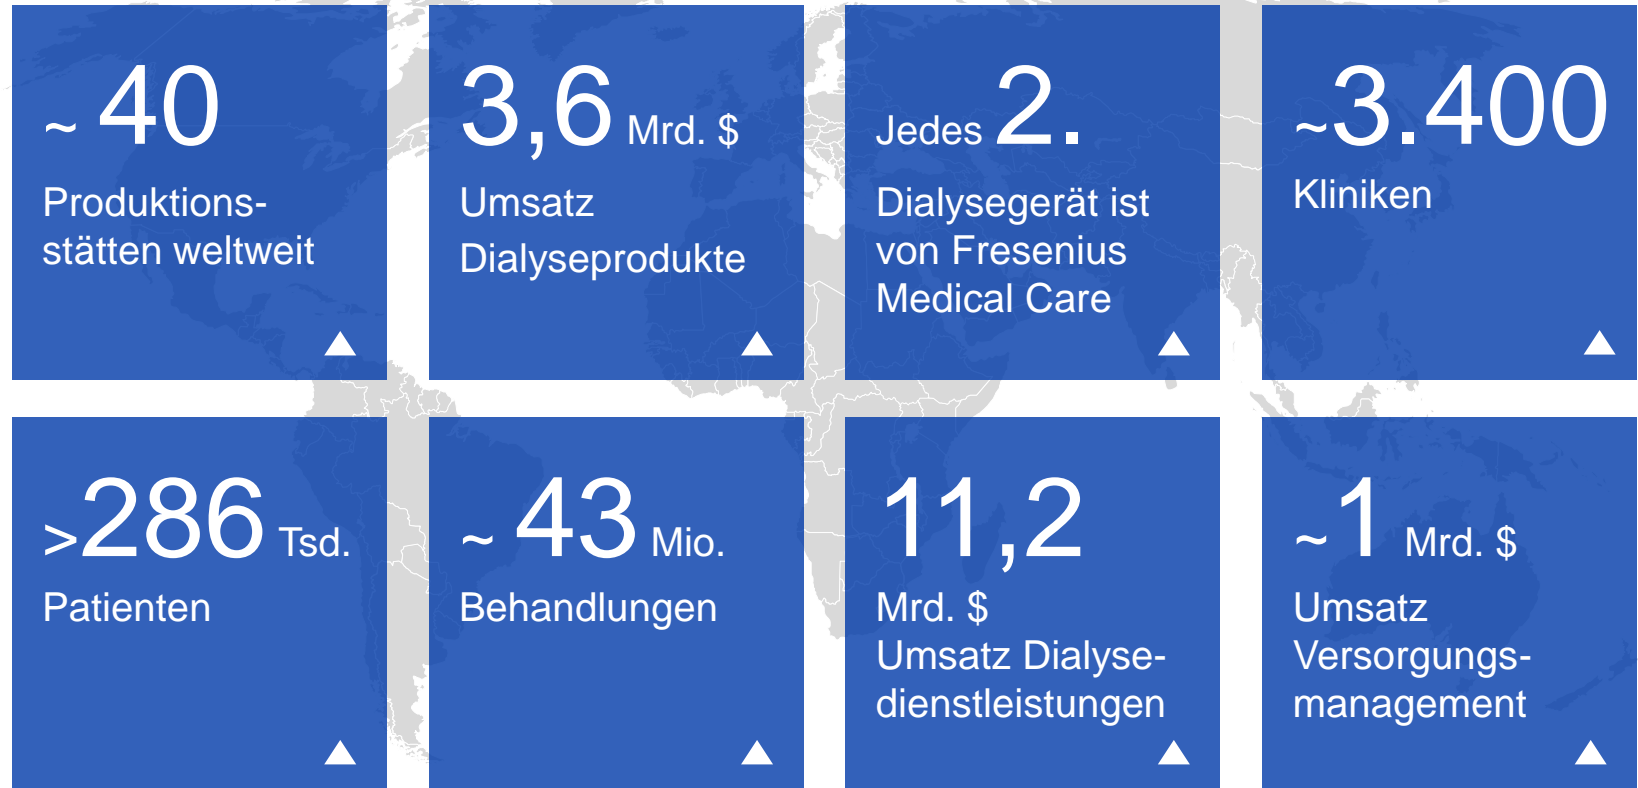 ~ 40
Produktions-
stätten weltweit
3,6 Mrd. $
Umsatz
Dialyseprodukte
Jedes 2.
Dialysegerät ist
von Fresenius
Medical Care
~3.400
Kliniken
>286 Tsd.
Patienten
~ 43 Mio.
Behandlungen
11,2
Mrd. $
Umsatz Dialyse-
dienstleistungen
~1 Mrd. $
Umsatz
Versorgungs-
management